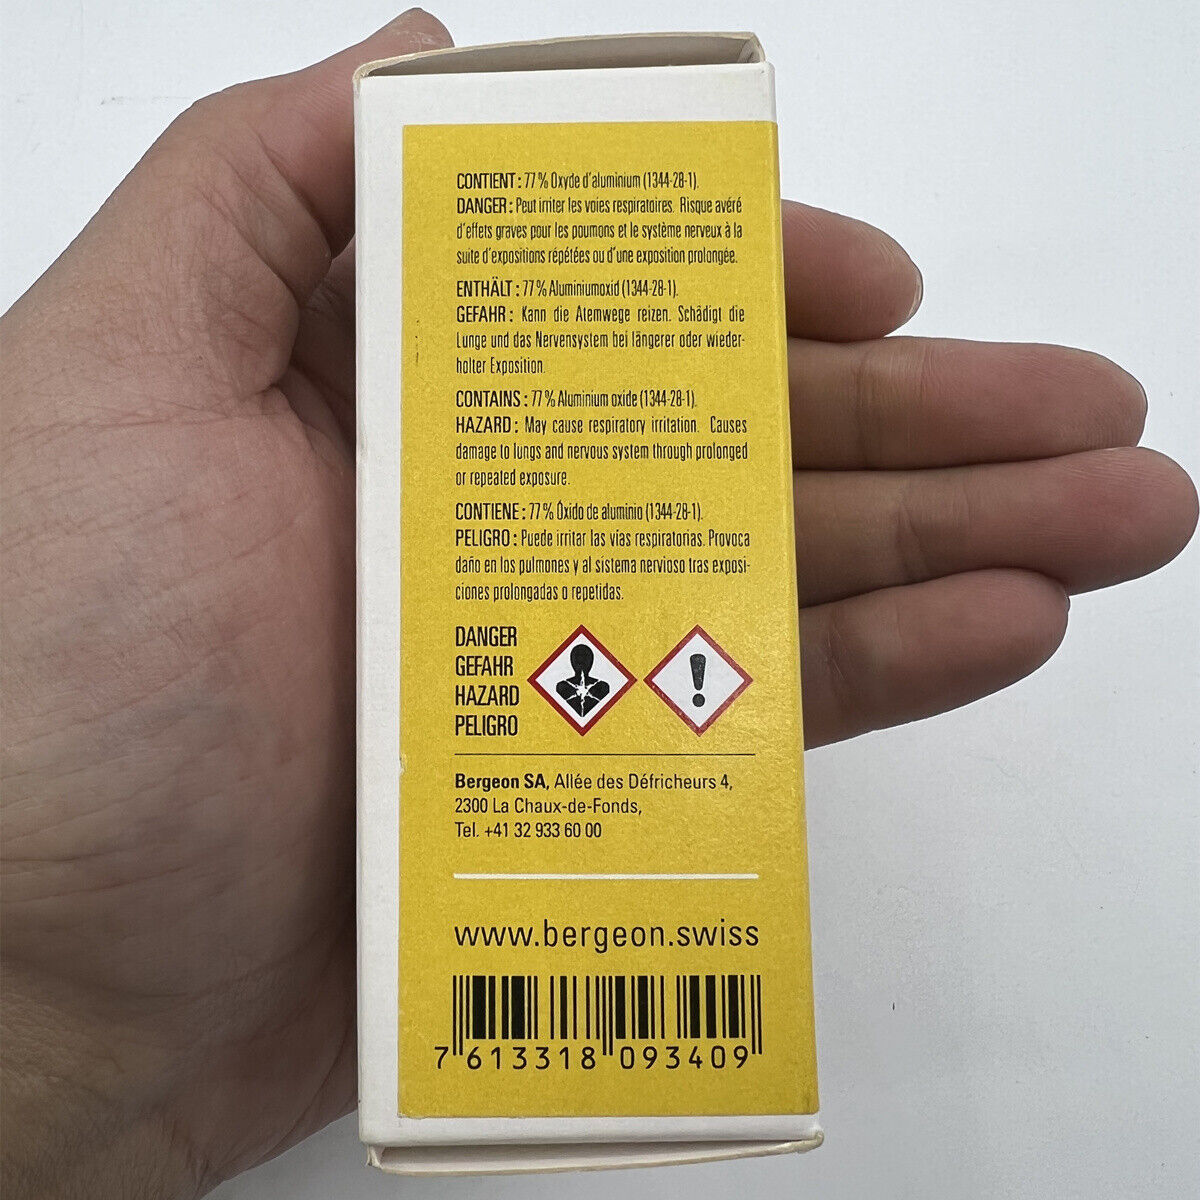 CONTIENT : 77 % Oxyde d'aluminium (1344-28-1).
DANGER : Peut irriter les voies respiratoires. Risque avéré
d'effets graves pour les poumons et le système nerveux à la
suite d'expositions répétées ou d'une exposition prolongée.
ENTHÄLT : 77 % Aluminiumoxid (1344-28-1).
GEFAHR : Kann die Atemwege reizen. Schädigt die
Lunge und das Nervensystem bei längerer oder wieder-
holter Exposition.
CONTAINS : 77 % Aluminium oxide (1344-28-1).
HAZARD : May cause respiratory irritation. Causes
damage to lungs and nervous system through prolonged
or repeated exposure.
CONTIENE : 77 % Óxido de aluminio (1344-28-1).
PELIGRO : Puede irritar las vías respiratorias. Provoca
daño en los pulmones y al sistema nervioso tras exposi-
ciones prolongadas o repetidas.
DANGER
GEFAHR
HAZARD
PELIGRO
Bergeon SA, Allée des Défricheurs 4,
2300 La Chaux-de-Fonds,
Tel. +41 32 933 60 00
www.bergeon.swiss
7 613318 093409